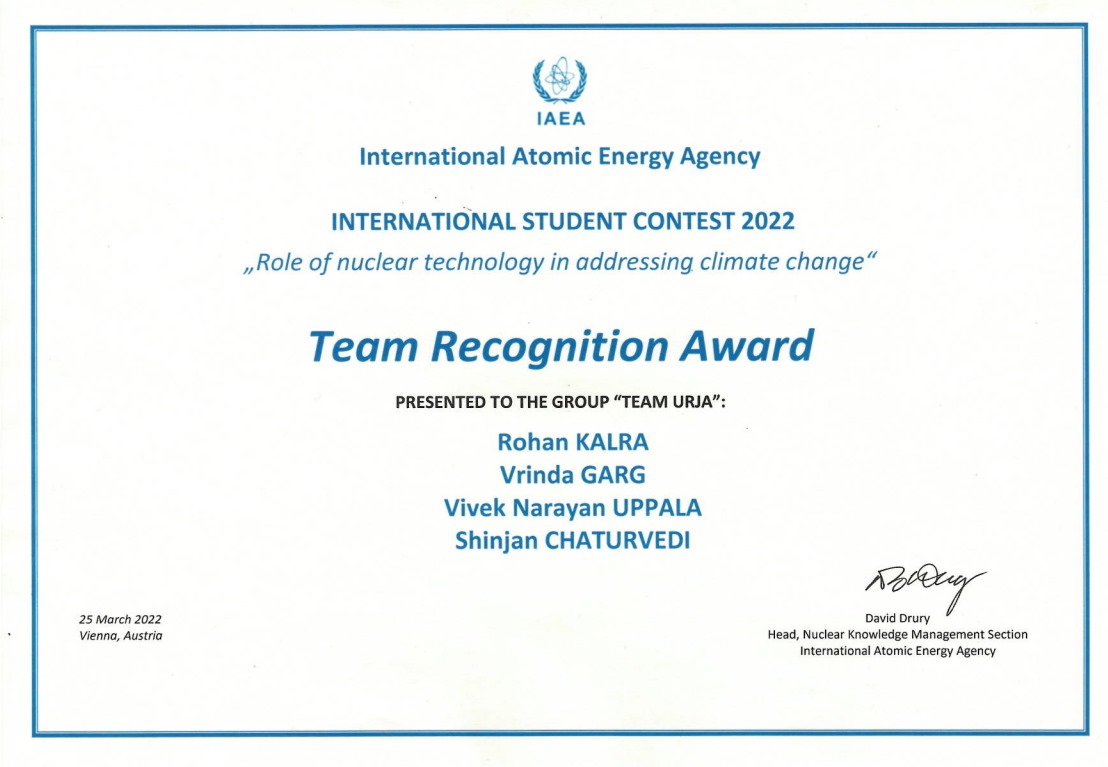 IAEA
International Atomic Energy Agency
INTERNATIONAL STUDENT CONTEST 2022
„Role of nuclear technology in addressing climate change“
Team Recognition Award
PRESENTED TO THE GROUP “TEAM URJA”:
Rohan KALRA
Vrinda GARG
Vivek Narayan UPPALA
Shinjan CHATURVEDI
25 March 2022
Vienna, Austria
David Drury
Head, Nuclear Knowledge Management Section
International Atomic Energy Agency